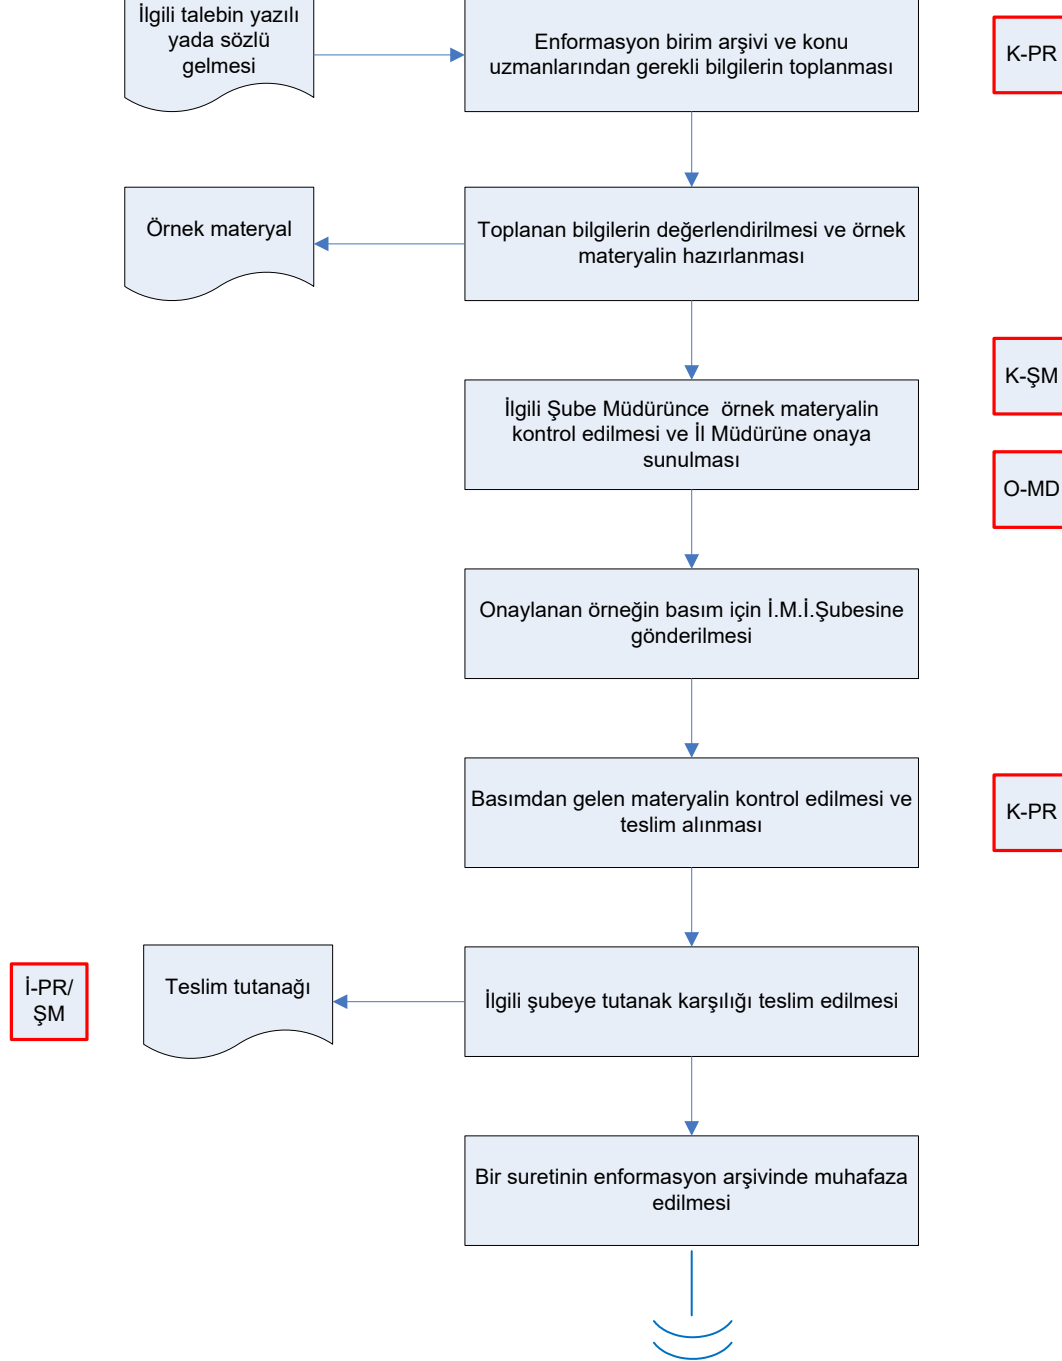 İlgili talebin yazılı
yada sözlü
gelmesi
Enformasyon birim arşivi ve konu
uzmanlarından gerekli bilgilerin toplanması
K-PR
Örnek materyal
Toplanan bilgilerin değerlendirilmesi ve örnek
materyalin hazırlanması
K-ŞM
İlgili Şube Müdürünce  örnek materyalin
kontrol edilmesi ve İl Müdürüne onaya
sunulması
O-MD
Onaylanan örneğin basım için İ.M.İ.Şubesine
gönderilmesi
Basımdan gelen materyalin kontrol edilmesi ve
teslim alınması
K-PR
İ-PR/
ŞM
Teslim tutanağı
İlgili şubeye tutanak karşılığı teslim edilmesi
Bir suretinin enformasyon arşivinde muhafaza
edilmesi